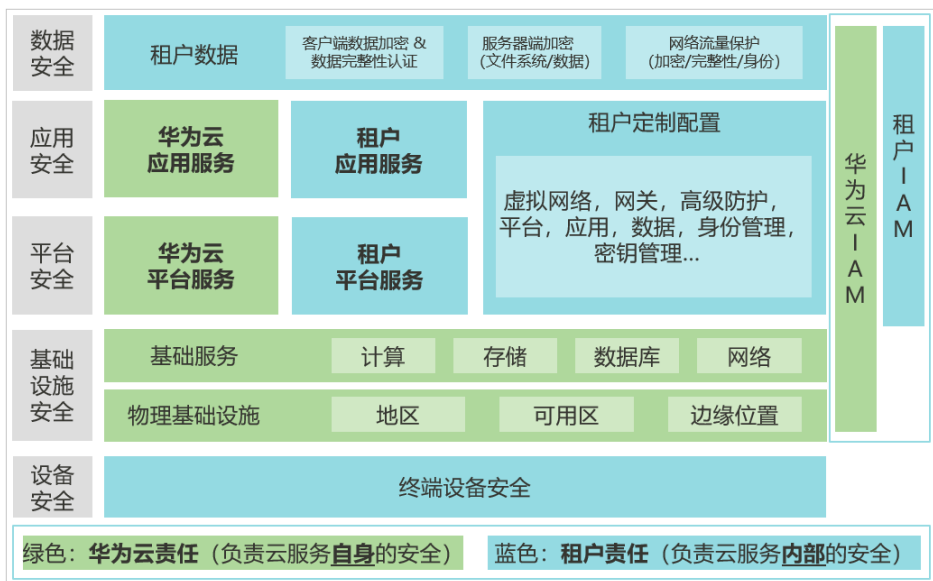 数据
安全
租户数据
客户端数据加密 &
数据完整性认证
服务器端加密
(文件系统/数据)
网络流量保护
(加密/完整性/身份)
应用
安全
华为云
应用服务
租户
应用服务
租户定制配置
虚拟网络，网关，高级防护，
平台，应用，数据，身份管理，
密钥管理...
平台
安全
华为云
平台服务
租户
平台服务
基础
设施
安全
基础服务
计算
存储
数据库
网络
物理基础设施
地区
可用区
边缘位置
设备
安全
终端设备安全
华为云IAM
租户IAM
绿色：华为云责任（负责云服务自身的安全）
蓝色：租户责任（负责云服务内部的安全）